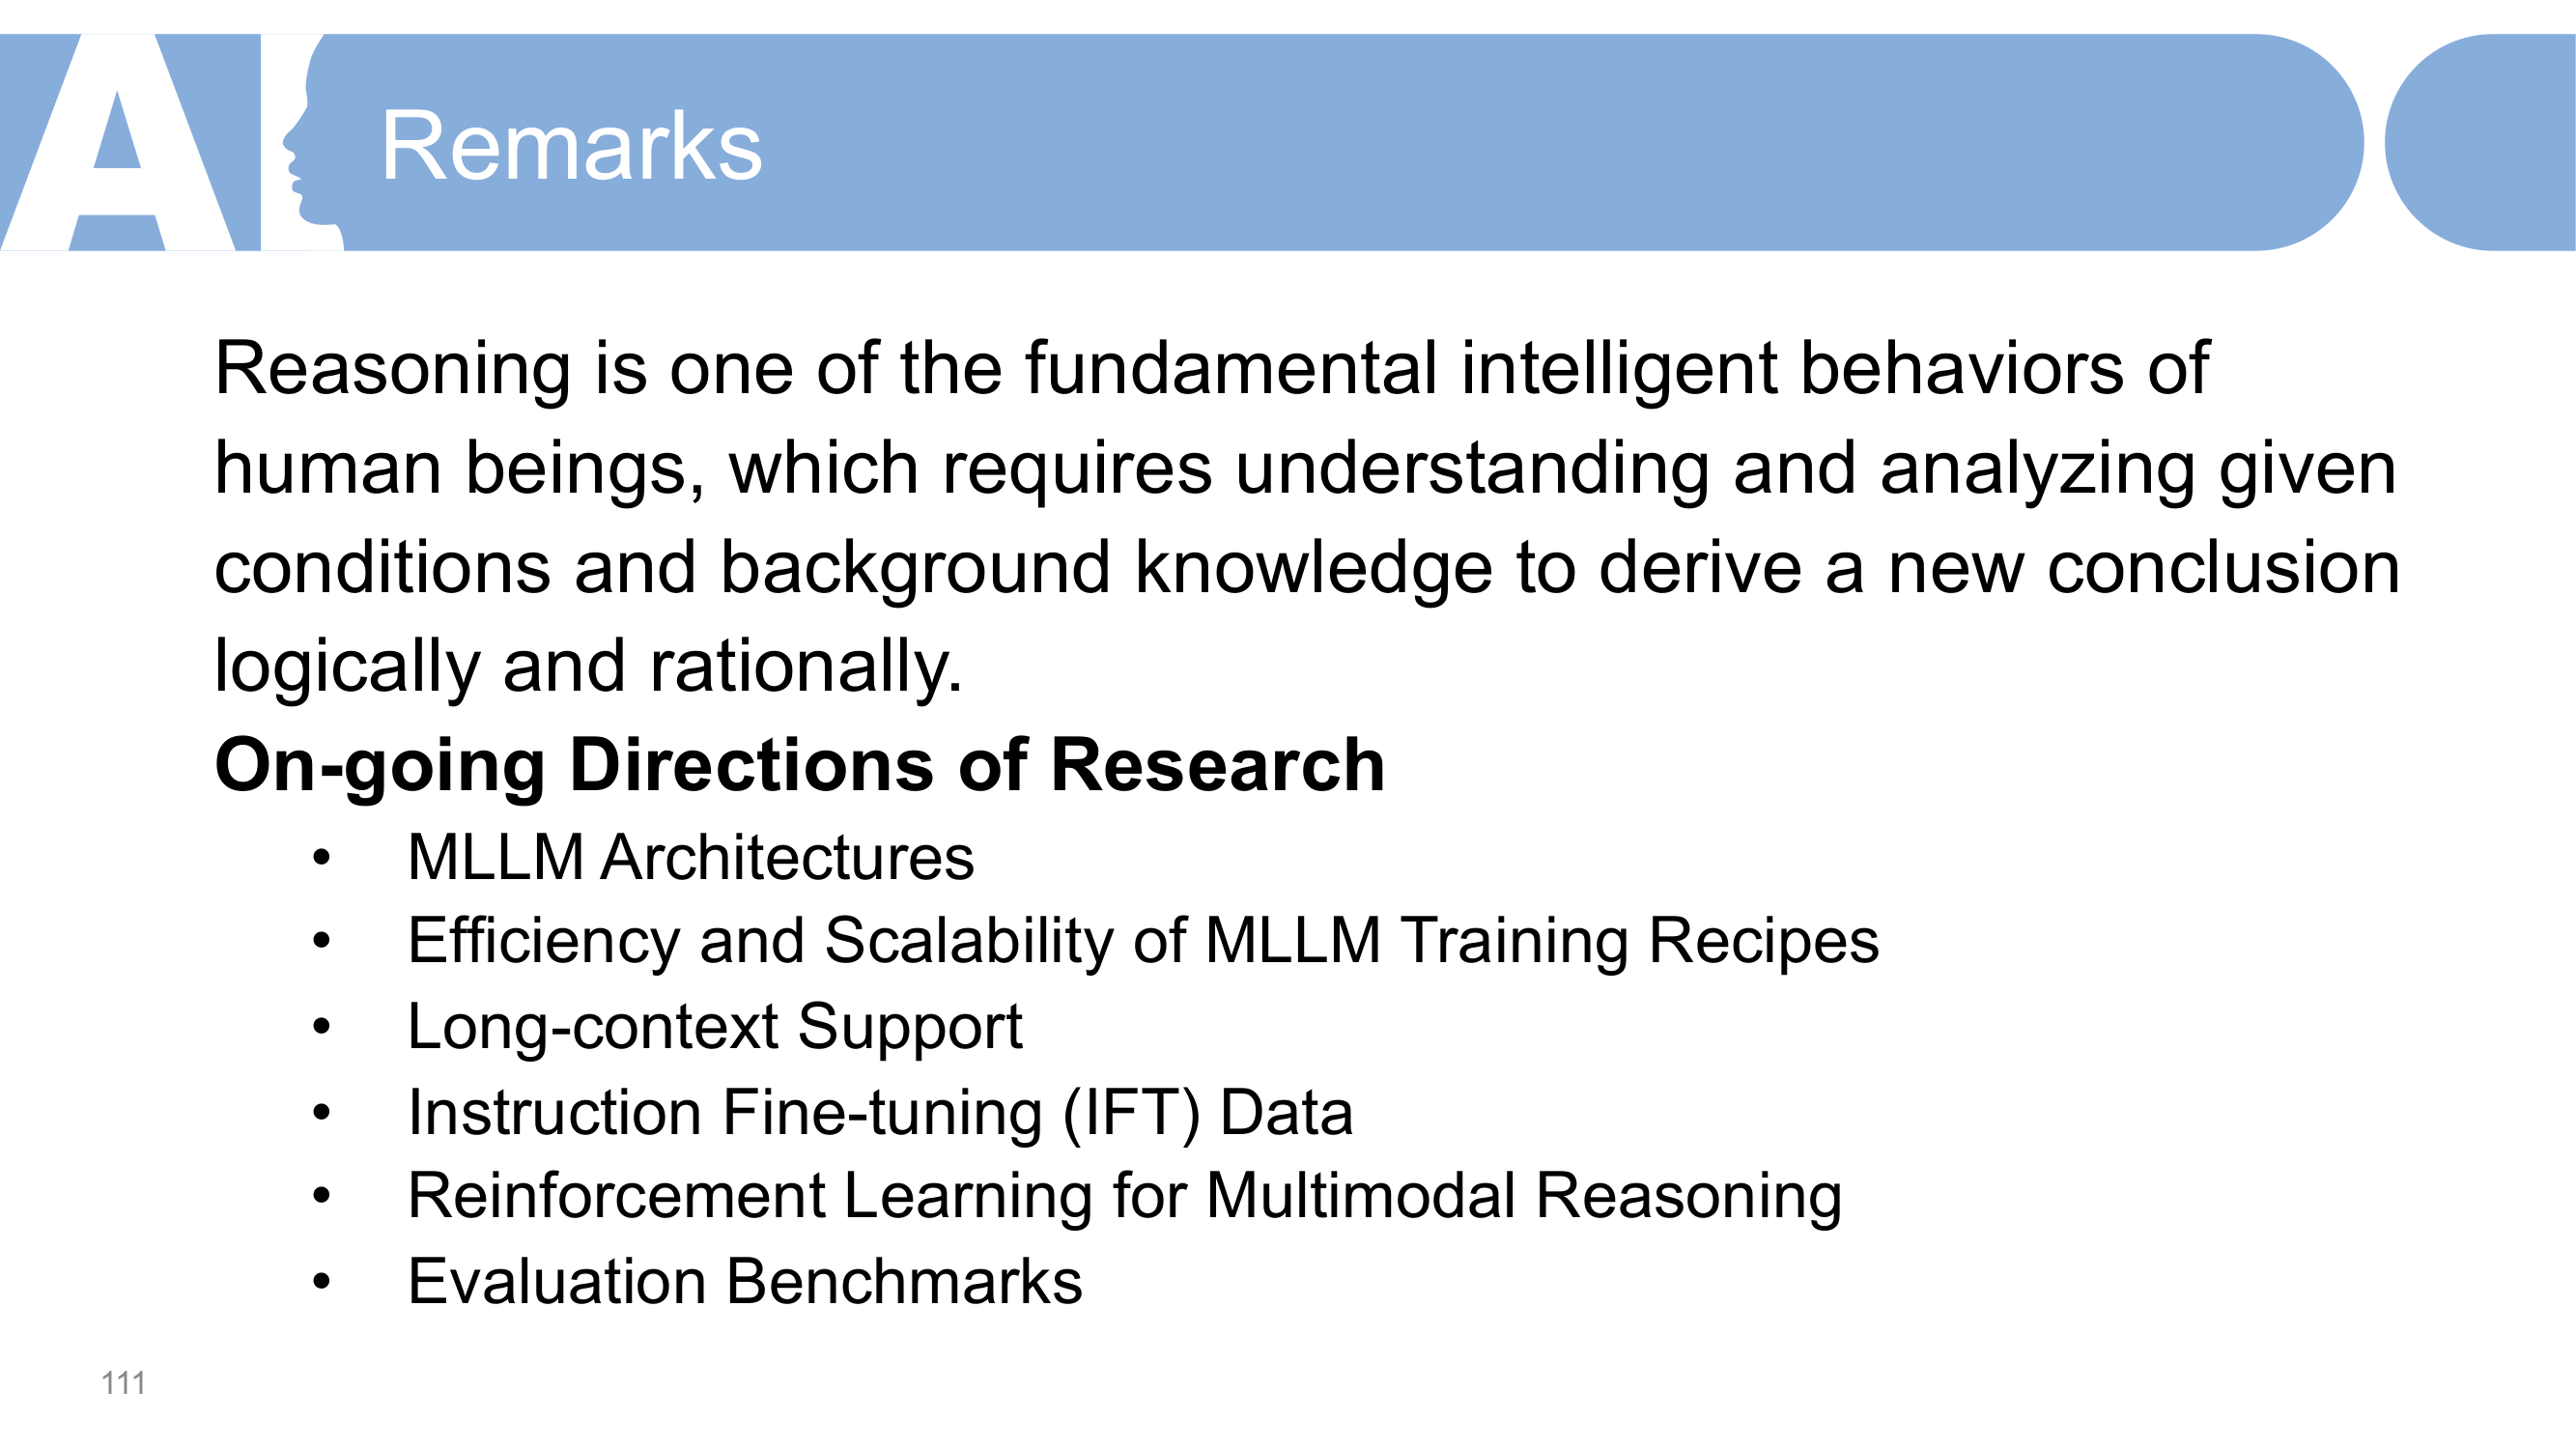 AI
Remarks
Reasoning is one of the fundamental intelligent behaviors of
human beings, which requires understanding and analyzing given
conditions and background knowledge to derive a new conclusion
logically and rationally.
On-going Directions of Research
• MLLM Architectures
• Efficiency and Scalability of MLLM Training Recipes
• Long-context Support
• Instruction Fine-tuning (IFT) Data
• Reinforcement Learning for Multimodal Reasoning
• Evaluation Benchmarks
111